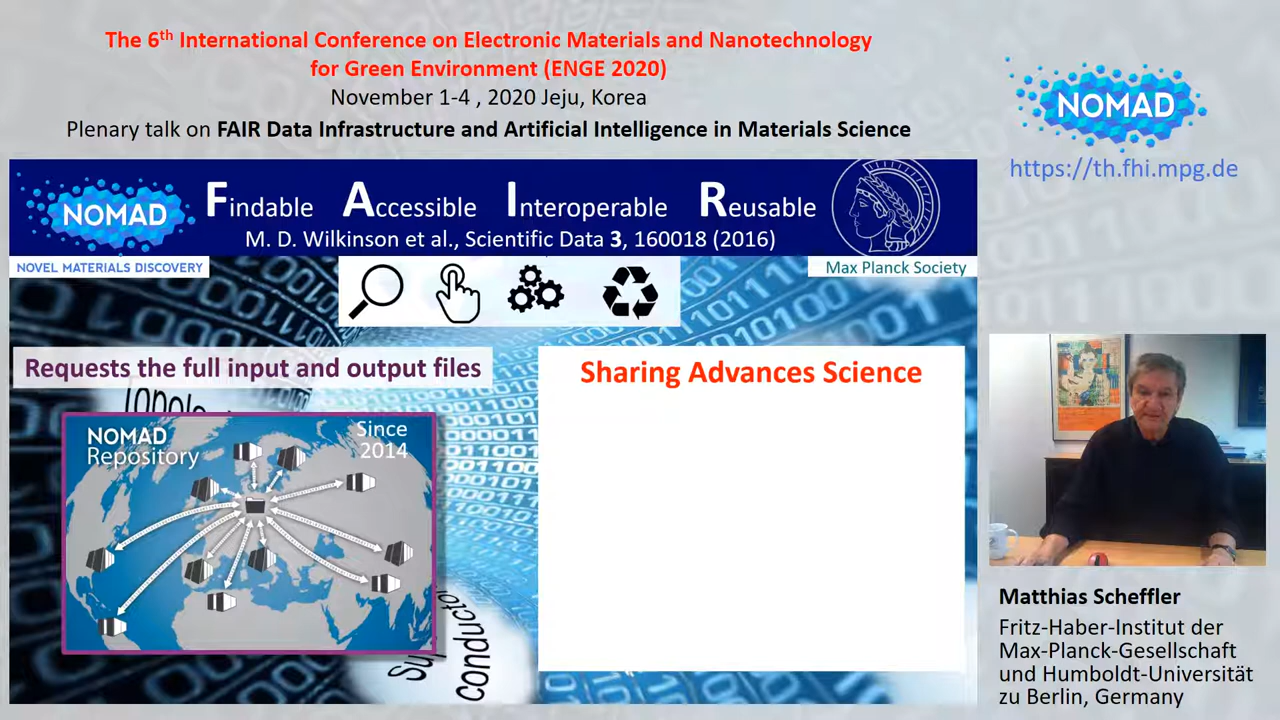 The 6th International Conference on Electronic Materials and Nanotechnology
for Green Environment (ENGE 2020)
November 1-4 , 2020 Jeju, Korea
Plenary talk on FAIR Data Infrastructure and Artificial Intelligence in Materials Science
NOMAD
https://th.fhi.mpg.de
NOMAD
Findable Accessible Interoperable Reusable
M. D. Wilkinson et al., Scientific Data 3, 160018 (2016)
NOVEL MATERIALS DISCOVERY
Max Planck Society
Requests the full input and output files
Sharing Advances Science
NOMAD
Repository
Since
2014
Matthias Scheffler
Fritz-Haber-Institut der
Max-Planck-Gesellschaft
und Humboldt-Universität
zu Berlin, Germany